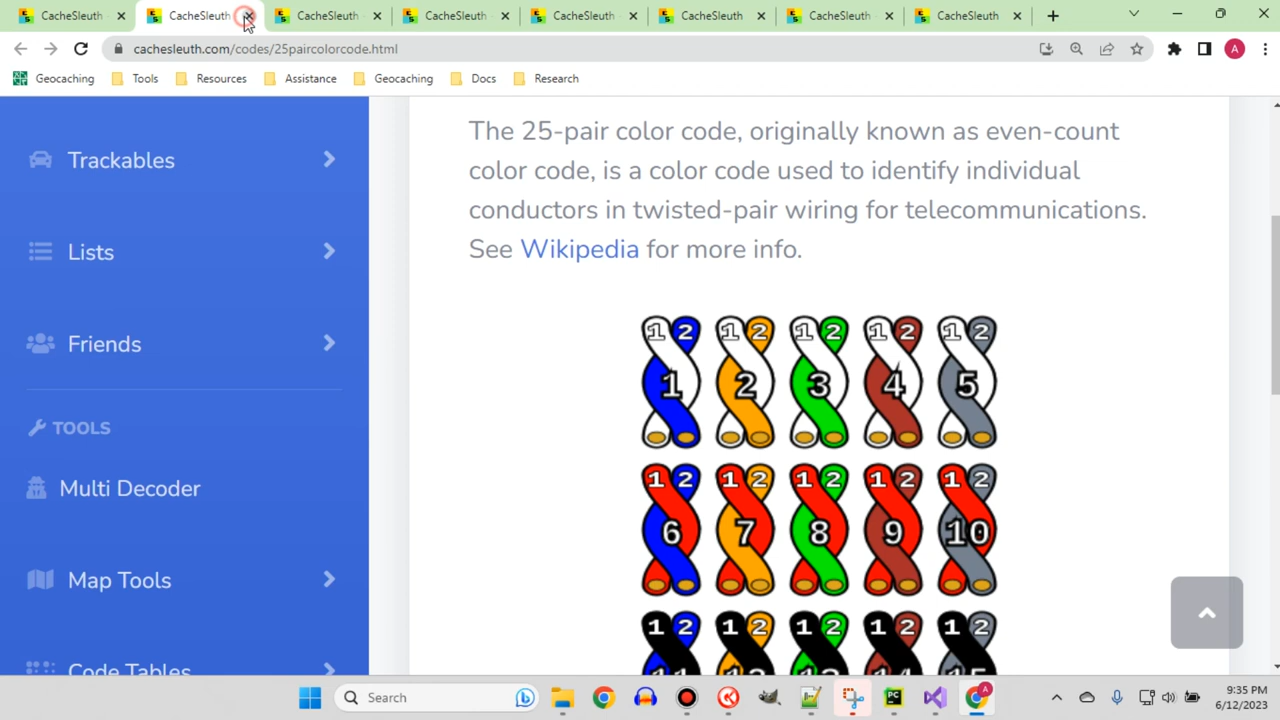 CacheSleuth
CacheSleuth
CacheSleuth
CacheSleuth
CacheSleuth
CacheSleuth
CacheSleuth
CacheSleuth
cachesleuth.com/codes/25paircolorcode.html
A
Geocaching
Tools
Resources
Assistance
Geocaching
Docs
Research
Trackables
Lists
Friends
TOOLS
Multi Decoder
Map Tools
Code Tables
The 25-pair color code, originally known as even-count
color code, is a color code used to identify individual
conductors in twisted-pair wiring for telecommunications.
See Wikipedia for more info.
1 2 1 2 1 2 1 2 1 2
1 2 3 4 5
1 2 1 2 1 2 1 2 1 2
6 7 8 9 10
1 2 1 2 1 2 1 2 1 2
11 12 13 14 15
Search
9:35 PM
6/12/2023